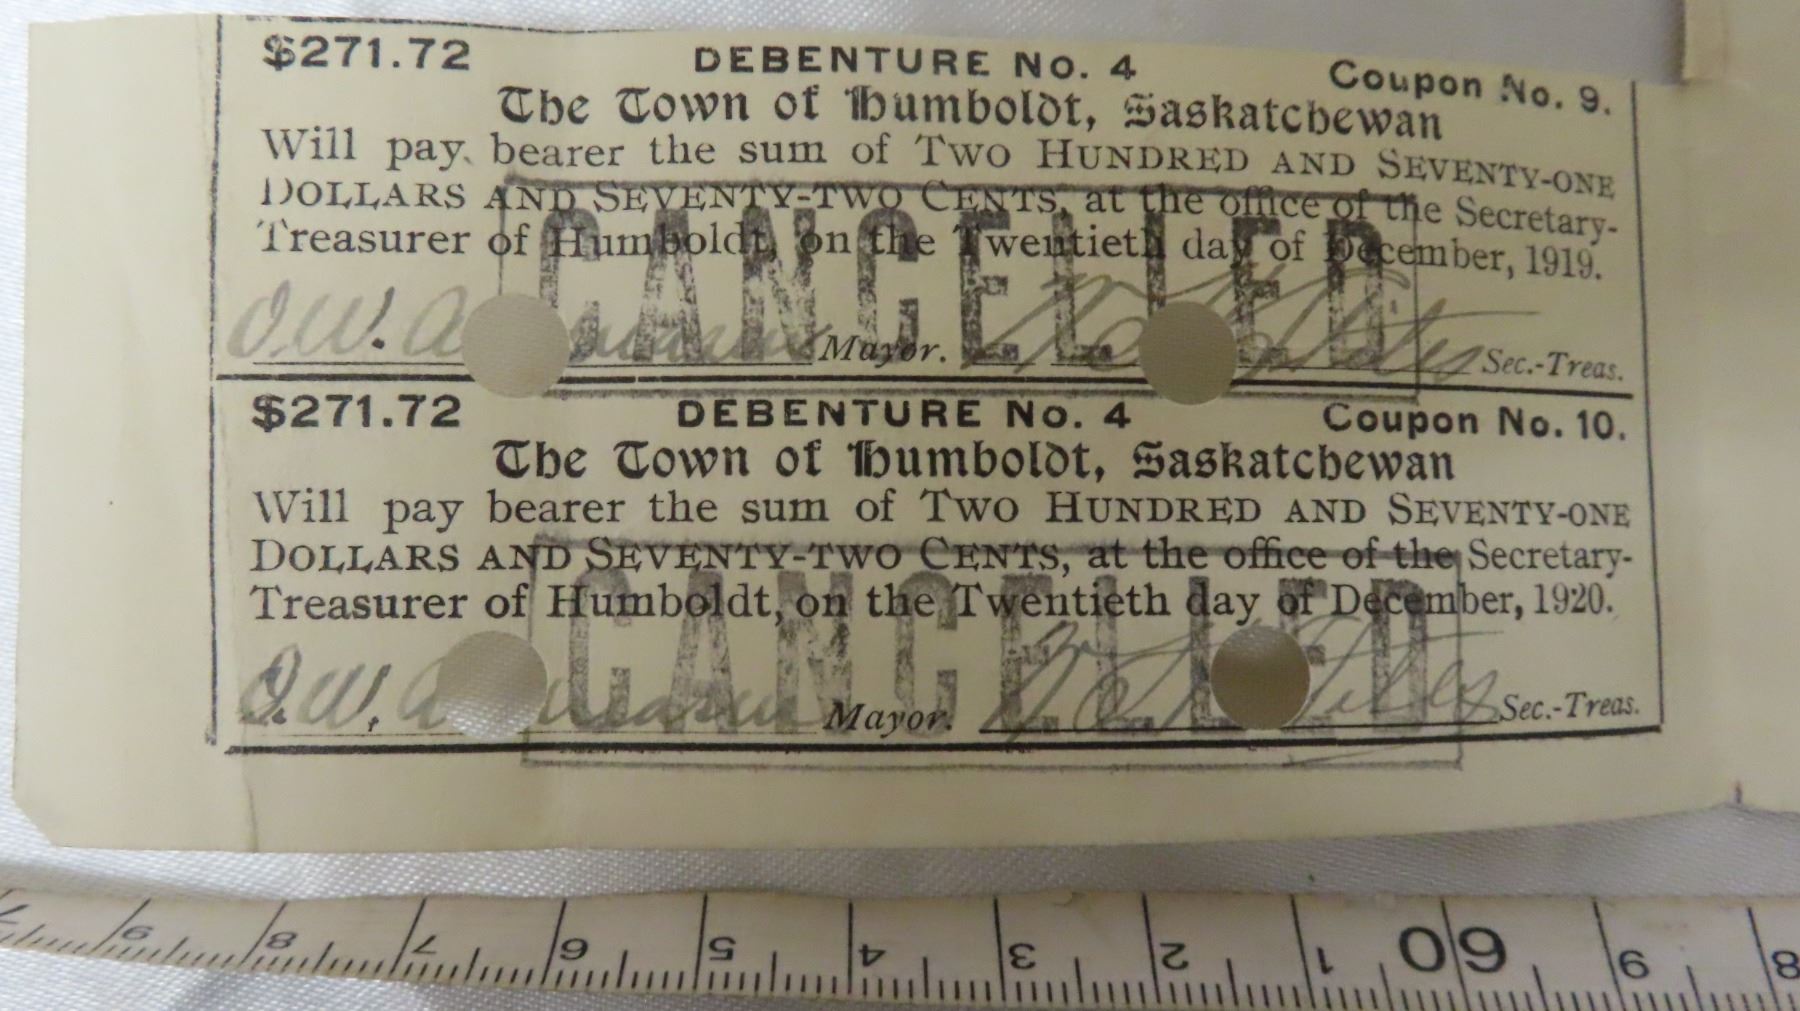 $271.72 DEBENTURE No. 4 Coupon No. 9.
The Town of Humboldt, Saskatchewan
Will pay bearer the sum of Two Hundred and Seventy-one
Dollars and Seventy-two Cents, at the office of the Secretary-
Treasurer of Humboldt, on the Twentieth day of December, 1919.
CANCELLED
O.W. Mayor. Sec.-Treas.
$271.72 DEBENTURE No. 4 Coupon No. 10.
The Town of Humboldt, Saskatchewan
Will pay bearer the sum of Two Hundred and Seventy-one
Dollars and Seventy-two Cents, at the office of the Secretary-
Treasurer of Humboldt, on the Twentieth day of December, 1920.
CANCELLED
O.W. Mayor. Sec.-Treas.
9 8 7 6 5 4 3 2 1 60 9 8